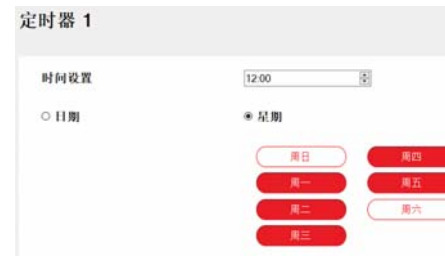 定时器 1
时间设置 12:00
日期 星期
周日 周四
周一 周五
周二 周六
周三